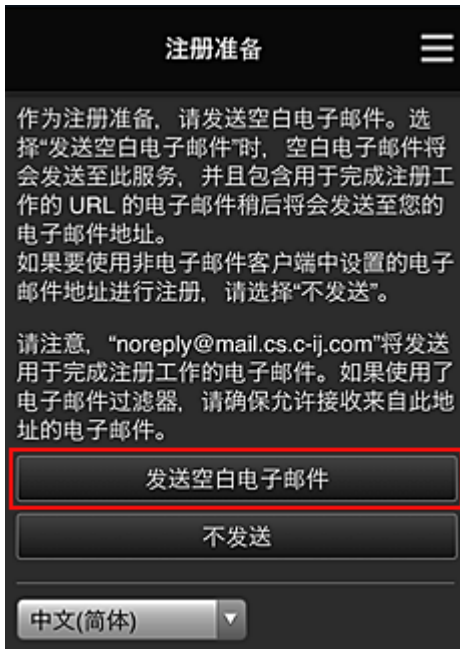 注册准备
作为注册准备，请发送空白电子邮件。选
择“发送空白电子邮件”时，空白电子邮件将
会发送至此服务，并且包含用于完成注册工
作的 URL 的电子邮件稍后将会发送至您的
电子邮件地址。
如果要使用非电子邮件客户端中设置的电子
邮件地址进行注册，请选择“不发送”。
请注意，“noreply@mail.cs.c-ij.com”将发送
用于完成注册工作的电子邮件。如果使用了
电子邮件过滤器，请确保允许接收来自此地
址的电子邮件。
发送空白电子邮件
不发送
中文(简体)